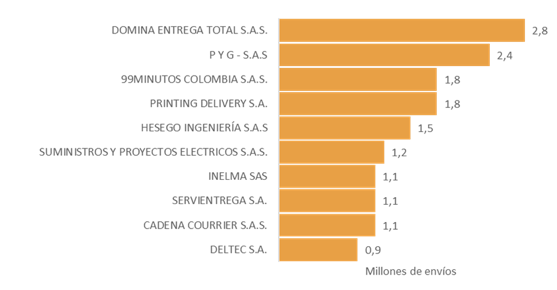 DOMINA ENTREGA TOTAL S.A.S. 2,8
P Y G - S.A.S 2,4
99MINUTOS COLOMBIA S.A.S. 1,8
PRINTING DELIVERY S.A. 1,8
HESEGO INGENIERÍA S.A.S 1,5
SUMINISTROS Y PROYECTOS ELECTRICOS S.A.S. 1,2
INELMA SAS 1,1
SERVIENTREGA S.A. 1,1
CADENA COURRIER S.A.S. 1,1
DELTEC S.A. 0,9
Millones de envíos